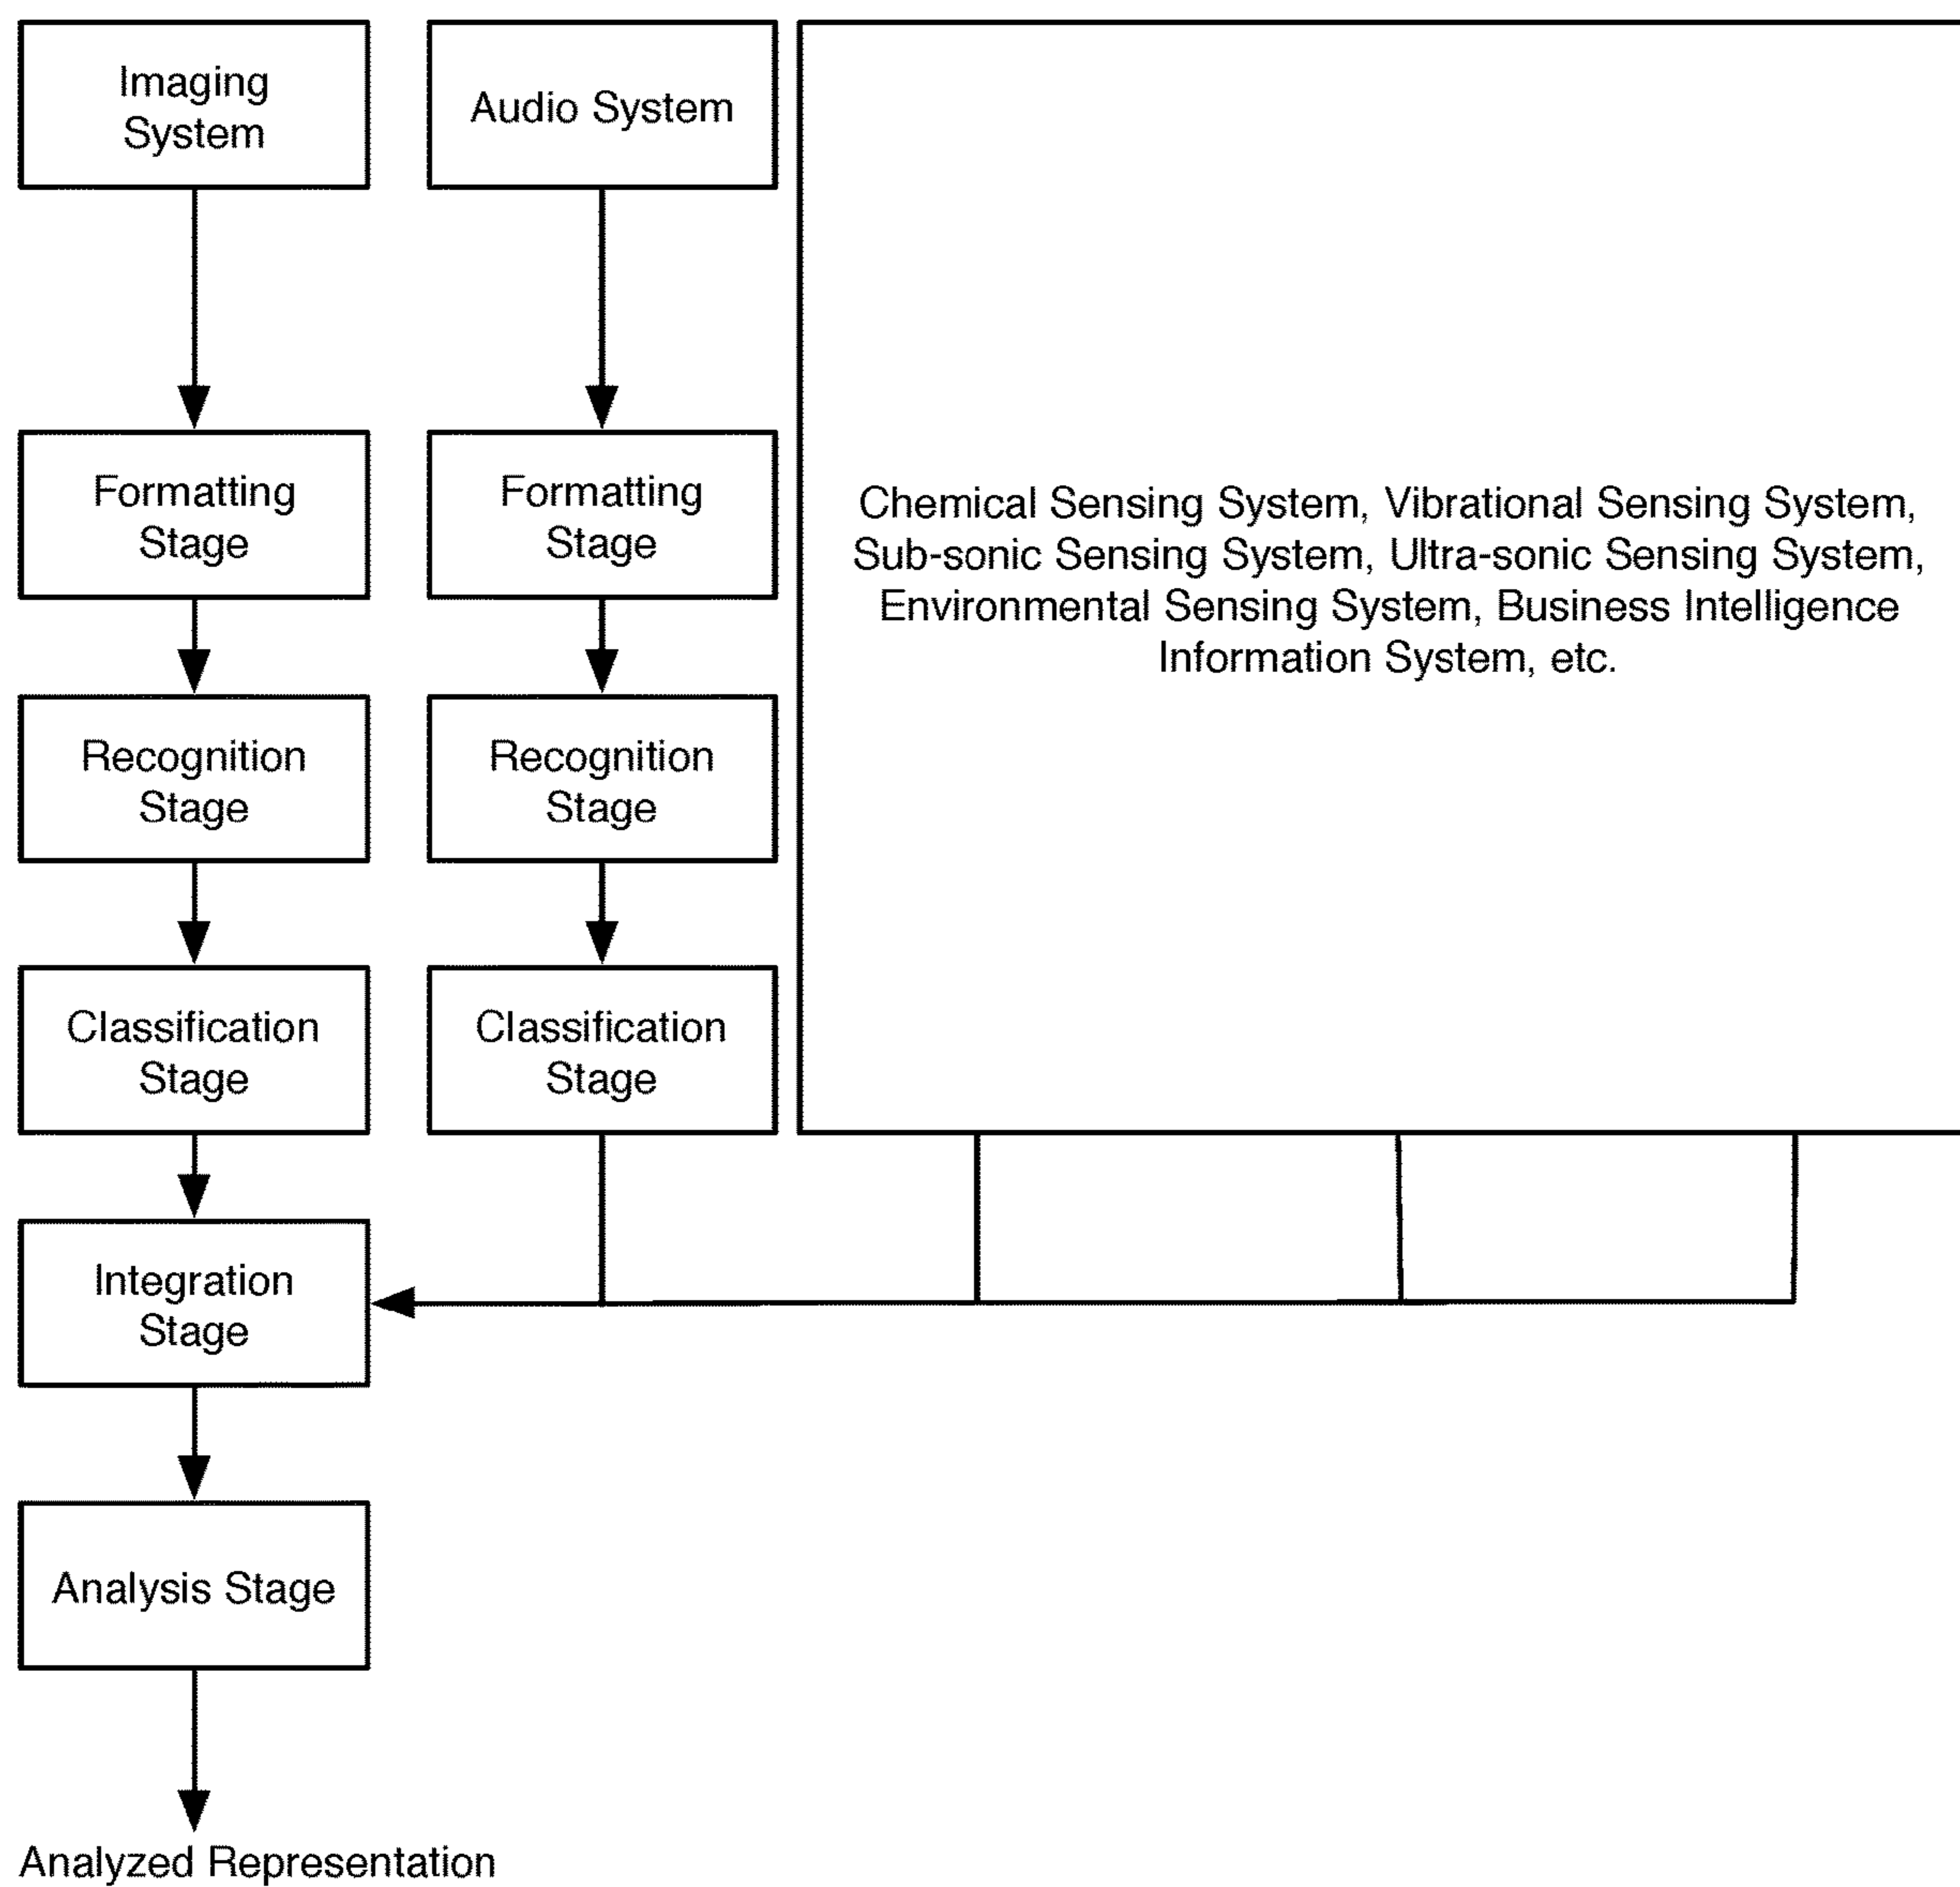 Imaging
System
Audio System
Formatting
Stage
Formatting
Stage
Chemical Sensing System, Vibrational Sensing System,
Sub-sonic Sensing System, Ultra-sonic Sensing System,
Environmental Sensing System, Business Intelligence
Information System, etc.
Recognition
Stage
Recognition
Stage
Classification
Stage
Classification
Stage
Integration
Stage
Analysis Stage
Analyzed Representation